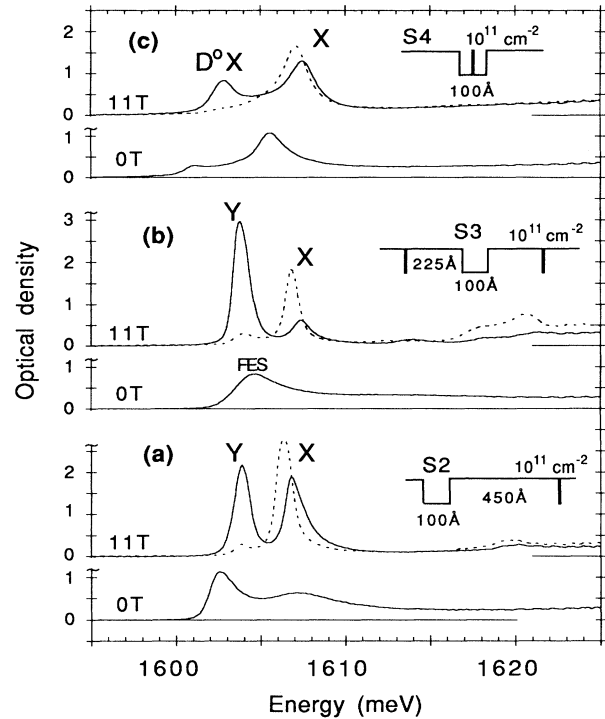 (c)
D° X
X
S4
10¹¹ cm⁻²
100Å
2
1
0
11T
1
0
0T
(b)
Y
X
S3
10¹¹ cm⁻²
225Å
100Å
3
2
1
0
11T
FES
1
0
0T
(a)
Y
X
S2
10¹¹ cm⁻²
450Å
100Å
2
1
0
11T
1
0
0T
Optical density
1600
1610
1620
Energy (meV)